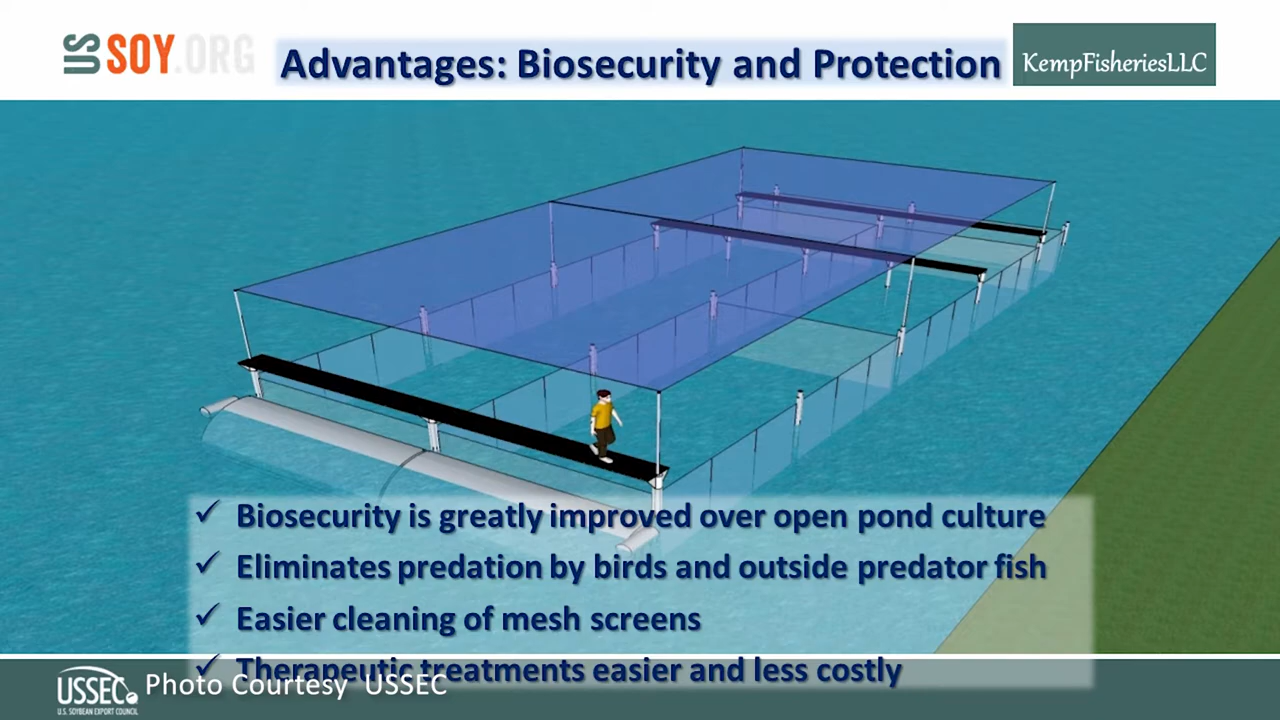 US SOY.ORG
Advantages: Biosecurity and Protection
KempFisheriesLLC
✓ Biosecurity is greatly improved over open pond culture
✓ Eliminates predation by birds and outside predator fish
✓ Easier cleaning of mesh screens
✓ Therapeutic treatments easier and less costly
USSEC
U.S. SOYBEAN EXPORT COUNCIL
Photo Courtesy USSEC